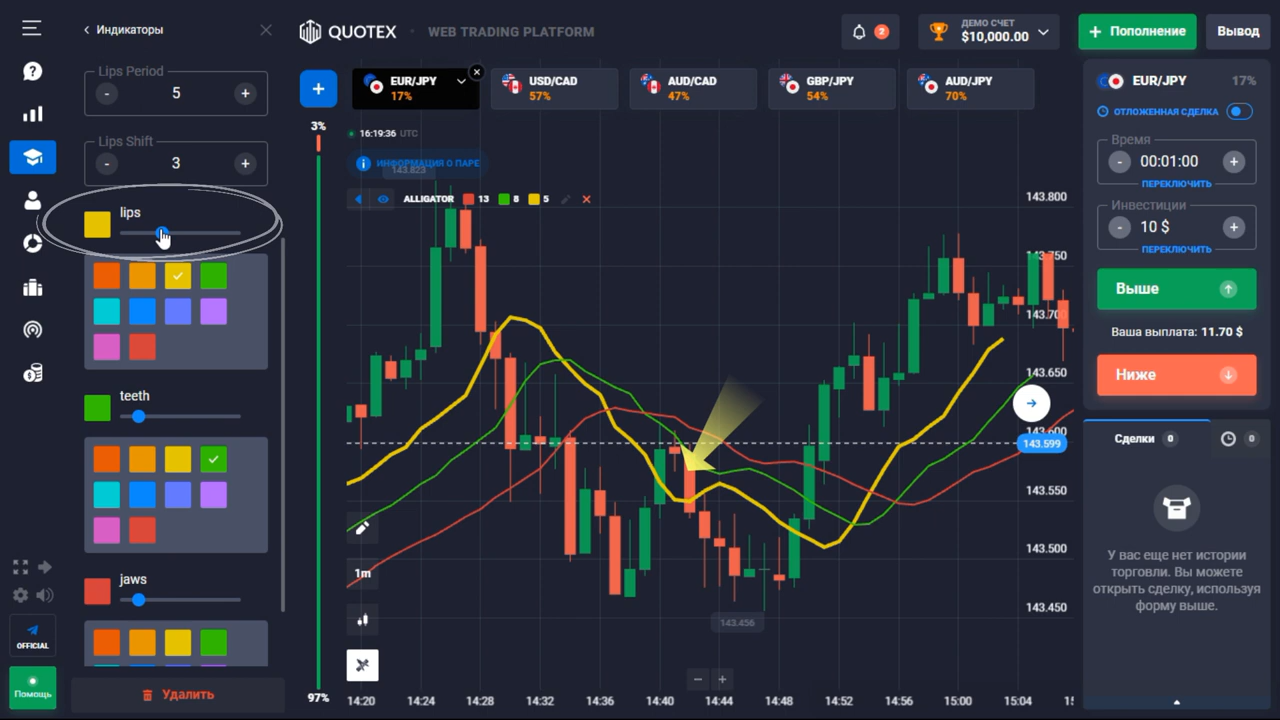 Индикаторы
QUOTEX
WEB TRADING PLATFORM
2
ДЕМО СЧЕТ
$10,000.00
+ Пополнение
Вывод
Lips Period
- 5 +
Lips Shift
- 3 +
lips
teeth
jaws
OFFICIAL
Помощь
Удалить
+
EUR/JPY
17%
USD/CAD
57%
AUD/CAD
47%
GBP/JPY
54%
AUD/JPY
70%
3%
97%
16:19:36 UTC
ИНФОРМАЦИЯ О ПАРЕ
143.823
ALLIGATOR 13 8 5
143.800
143.750
143.700
143.650
143.600
143.599
143.550
143.500
143.450
143.456
1m
- +
14:20 14:24 14:28 14:32 14:36 14:40 14:44 14:48 14:52 14:56 15:00 15:04 15
EUR/JPY 17%
ОТЛОЖЕННАЯ СДЕЛКА
Время
- 00:01:00 +
ПЕРЕКЛЮЧИТЬ
Инвестиции
- 10 $ +
ПЕРЕКЛЮЧИТЬ
Выше
Ваша выплата: 11.70 $
Ниже
Сделки 0
0
У вас еще нет истории
торговли. Вы можете
открыть сделку, используя
форму выше.